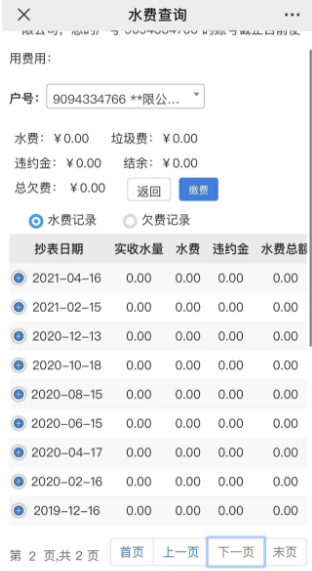 水费查询
用费用：
户号： 9094334766 **限公...
水费：￥0.00 垃圾费：￥0.00
违约金：￥0.00 结余：￥0.00
总欠费：￥0.00 返回 缴费
水费记录 欠费记录
抄表日期 实收水量 水费 违约金 水费总额
2021-04-16 0.00 0.00 0.00 0.00
2021-02-15 0.00 0.00 0.00 0.00
2020-12-13 0.00 0.00 0.00 0.00
2020-10-18 0.00 0.00 0.00 0.00
2020-08-15 0.00 0.00 0.00 0.00
2020-06-15 0.00 0.00 0.00 0.00
2020-04-17 0.00 0.00 0.00 0.00
2020-02-16 0.00 0.00 0.00 0.00
2019-12-16 0.00 0.00 0.00 0.00
第 2 页,共 2 页 首页 上一页 下一页 末页